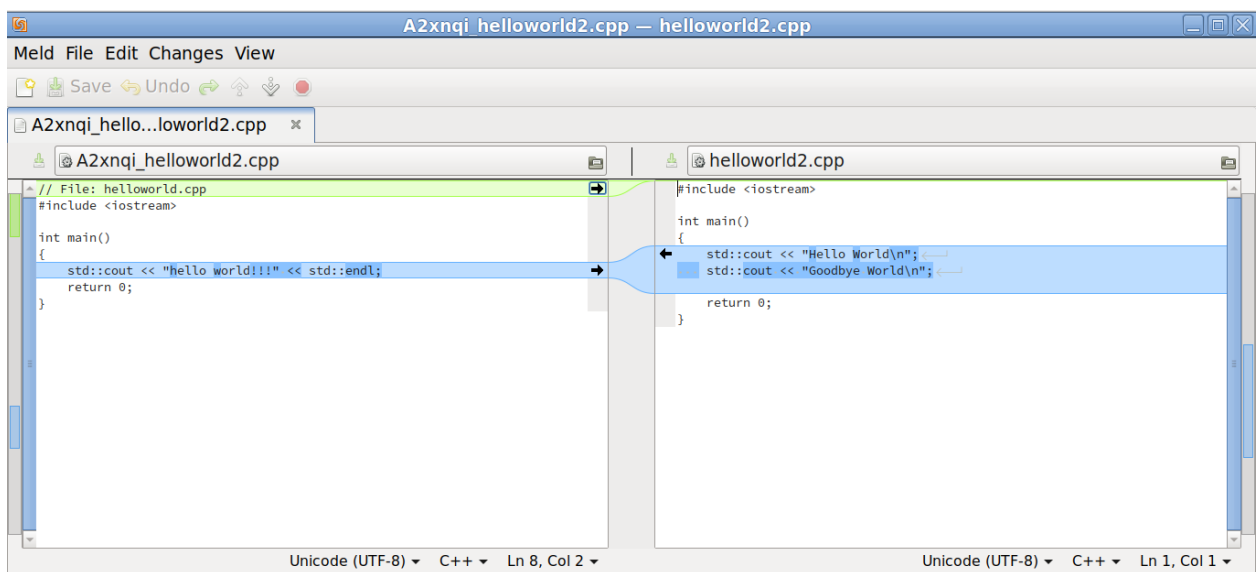 A2xnqi_helloworld2.cpp — helloworld2.cpp
Meld File Edit Changes View
Save Undo
A2xnqi_hello...loworld2.cpp
A2xnqi_helloworld2.cpp
// File: helloworld.cpp
#include <iostream>
int main()
{
std::cout << "hello world!!!" << std::endl;
return 0;
}
Unicode (UTF-8) C++ Ln 8, Col 2
helloworld2.cpp
#include <iostream>
int main()
{
std::cout << "Hello World\n";
std::cout << "Goodbye World\n";
return 0;
}
Unicode (UTF-8) C++ Ln 1, Col 1